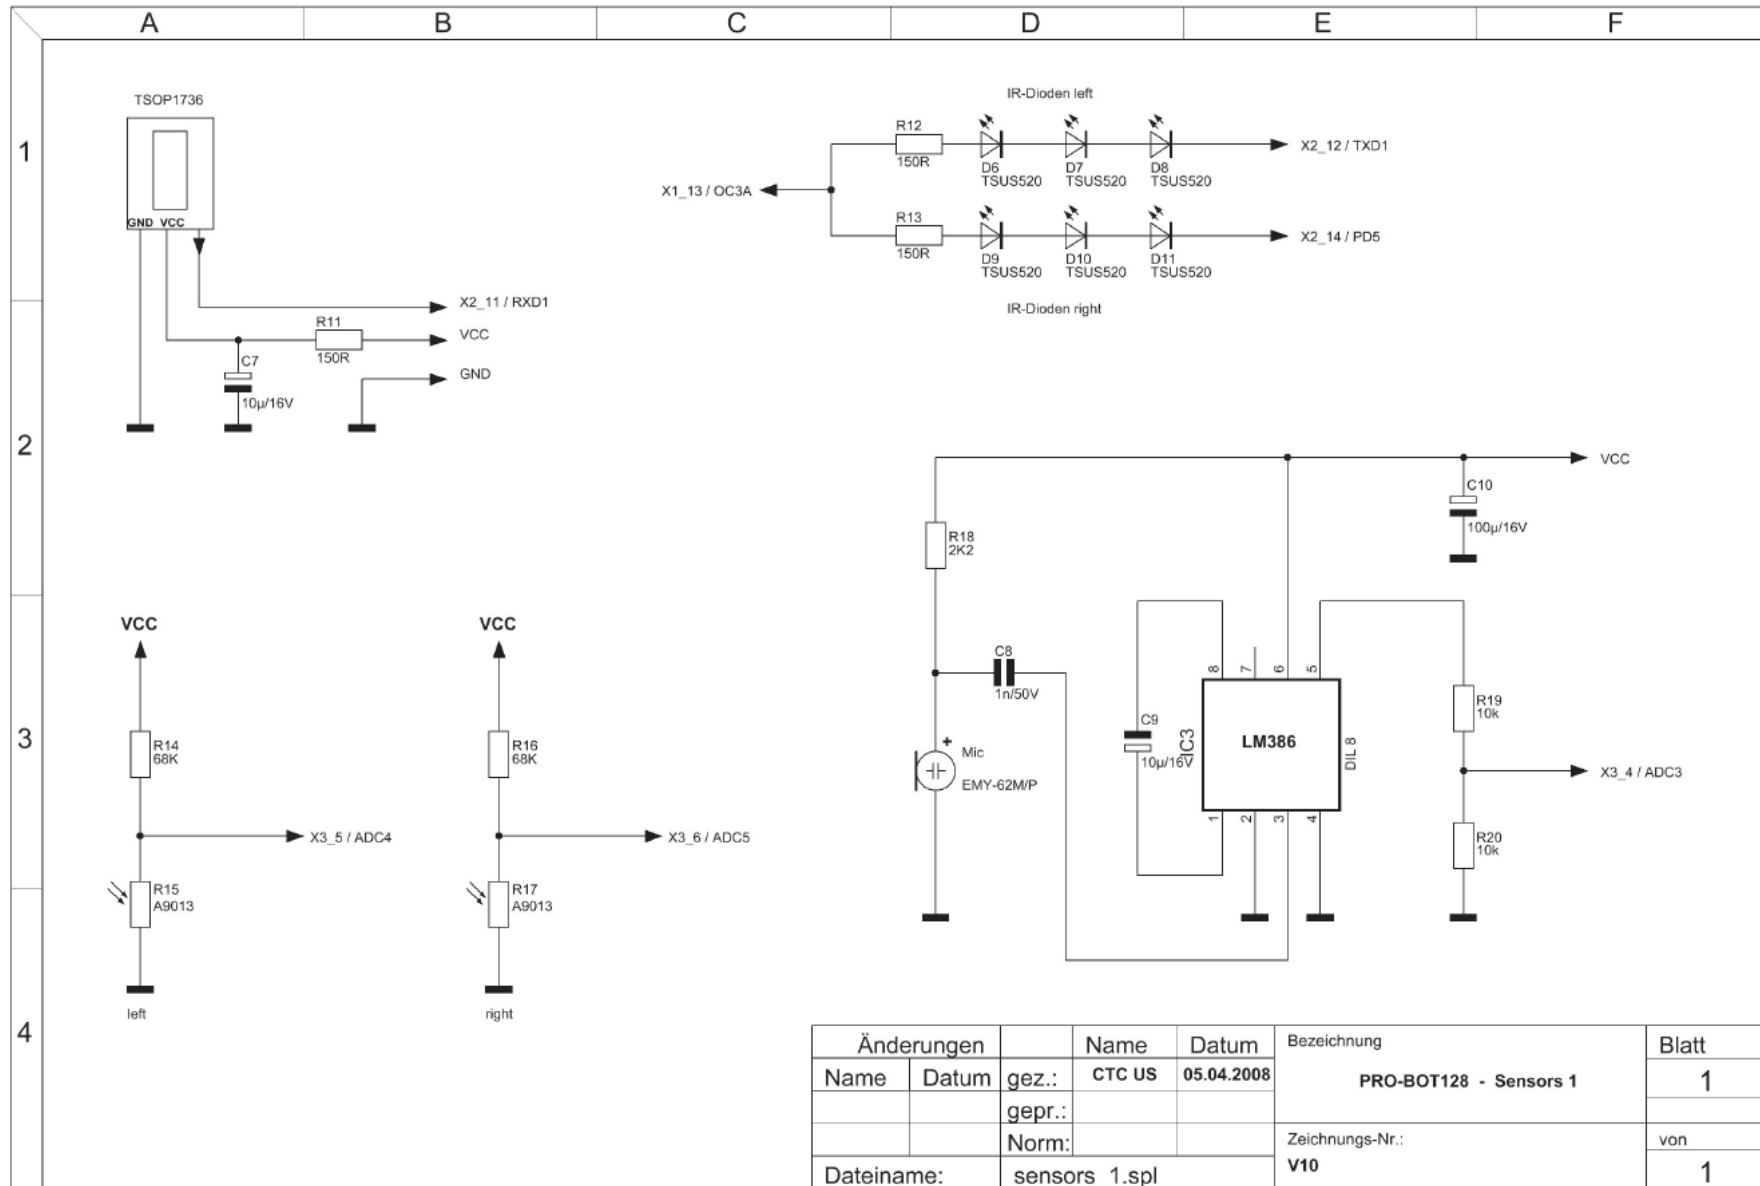 A B C D E F
1
TSOP1736
GND VCC
X2_11 / RXD1
R11
150R
VCC
C7
10µ/16V
GND
IR-Dioden left
R12
150R
D6
TSUS520
D7
TSUS520
D8
TSUS520
X2_12 / TXD1
X1_13 / OC3A
R13
150R
D9
TSUS520
D10
TSUS520
D11
TSUS520
X2_14 / PD5
IR-Dioden right
2
VCC
C10
100µ/16V
R18
2K2
3
VCC
R14
68K
X3_5 / ADC4
R15
A9013
left
VCC
R16
68K
X3_6 / ADC5
R17
A9013
right
C8
1n/50V
+
Mic
EMY-62M/P
C9
10µ/16V
IC3
8 7 6 5
LM386
DIL 8
1 2 3 4
R19
10k
X3_4 / ADC3
R20
10k
4
Änderungen Name Datum
Name Datum gez.: CTC US 05.04.2008
gepr.:
Norm:
Dateiname: sensors_1.spl
Bezeichnung
PRO-BOT128 - Sensors 1
Zeichnungs-Nr.:
V10
Blatt
1
von
1